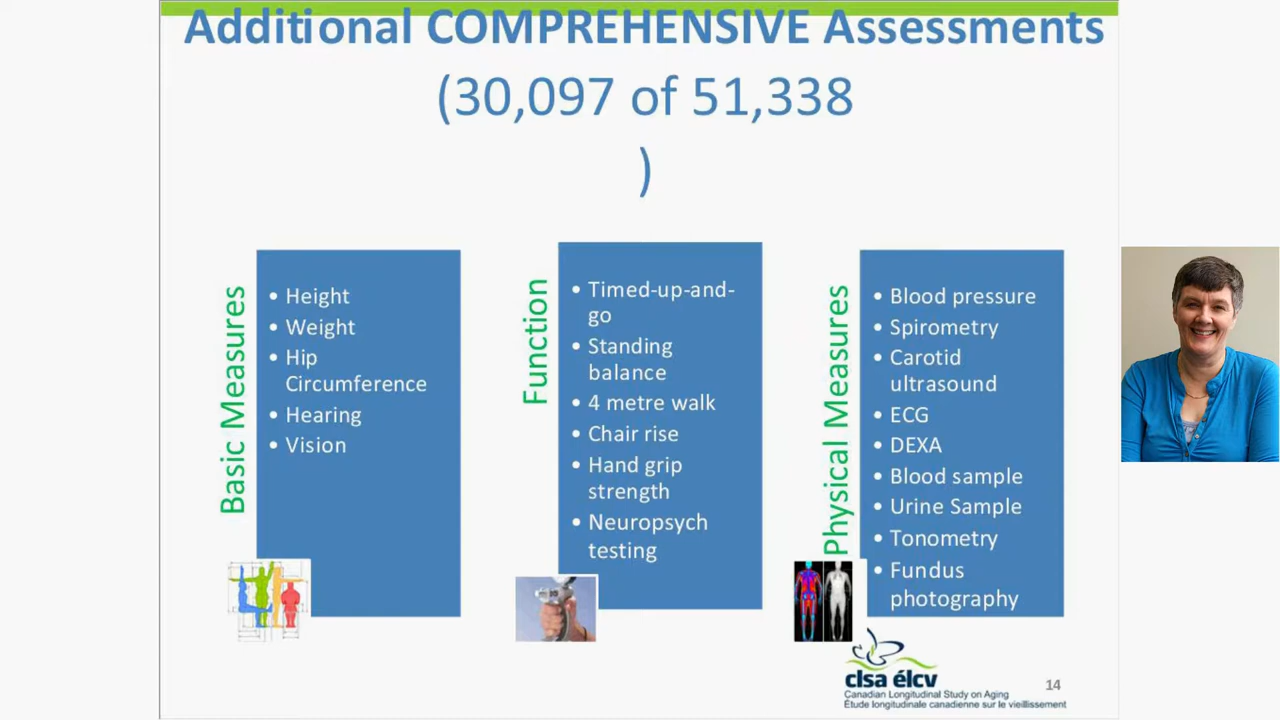 Additional COMPREHENSIVE Assessments
(30,097 of 51,338
)
Basic Measures
• Height
• Weight
• Hip
Circumference
• Hearing
• Vision
Function
• Timed-up-and-
go
• Standing
balance
• 4 metre walk
• Chair rise
• Hand grip
strength
• Neuropsych
testing
Physical Measures
• Blood pressure
• Spirometry
• Carotid
ultrasound
• ECG
• DEXA
• Blood sample
• Urine Sample
• Tonometry
• Fundus
photography
clsa élcv
Canadian Longitudinal Study on Aging
Étude longitudinale canadienne sur le vieillissement
14